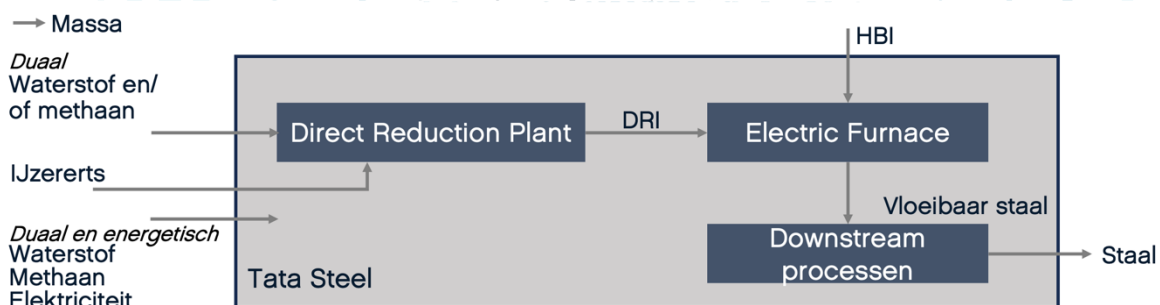 Massa
HBI
Duaal
Waterstof en/
of methaan
Direct Reduction Plant
DRI
Electric Furnace
IJzererts
Vloeibaar staal
Duaal en energetisch
Waterstof
Methaan
Elektriciteit
Tata Steel
Downstream
processen
Staal